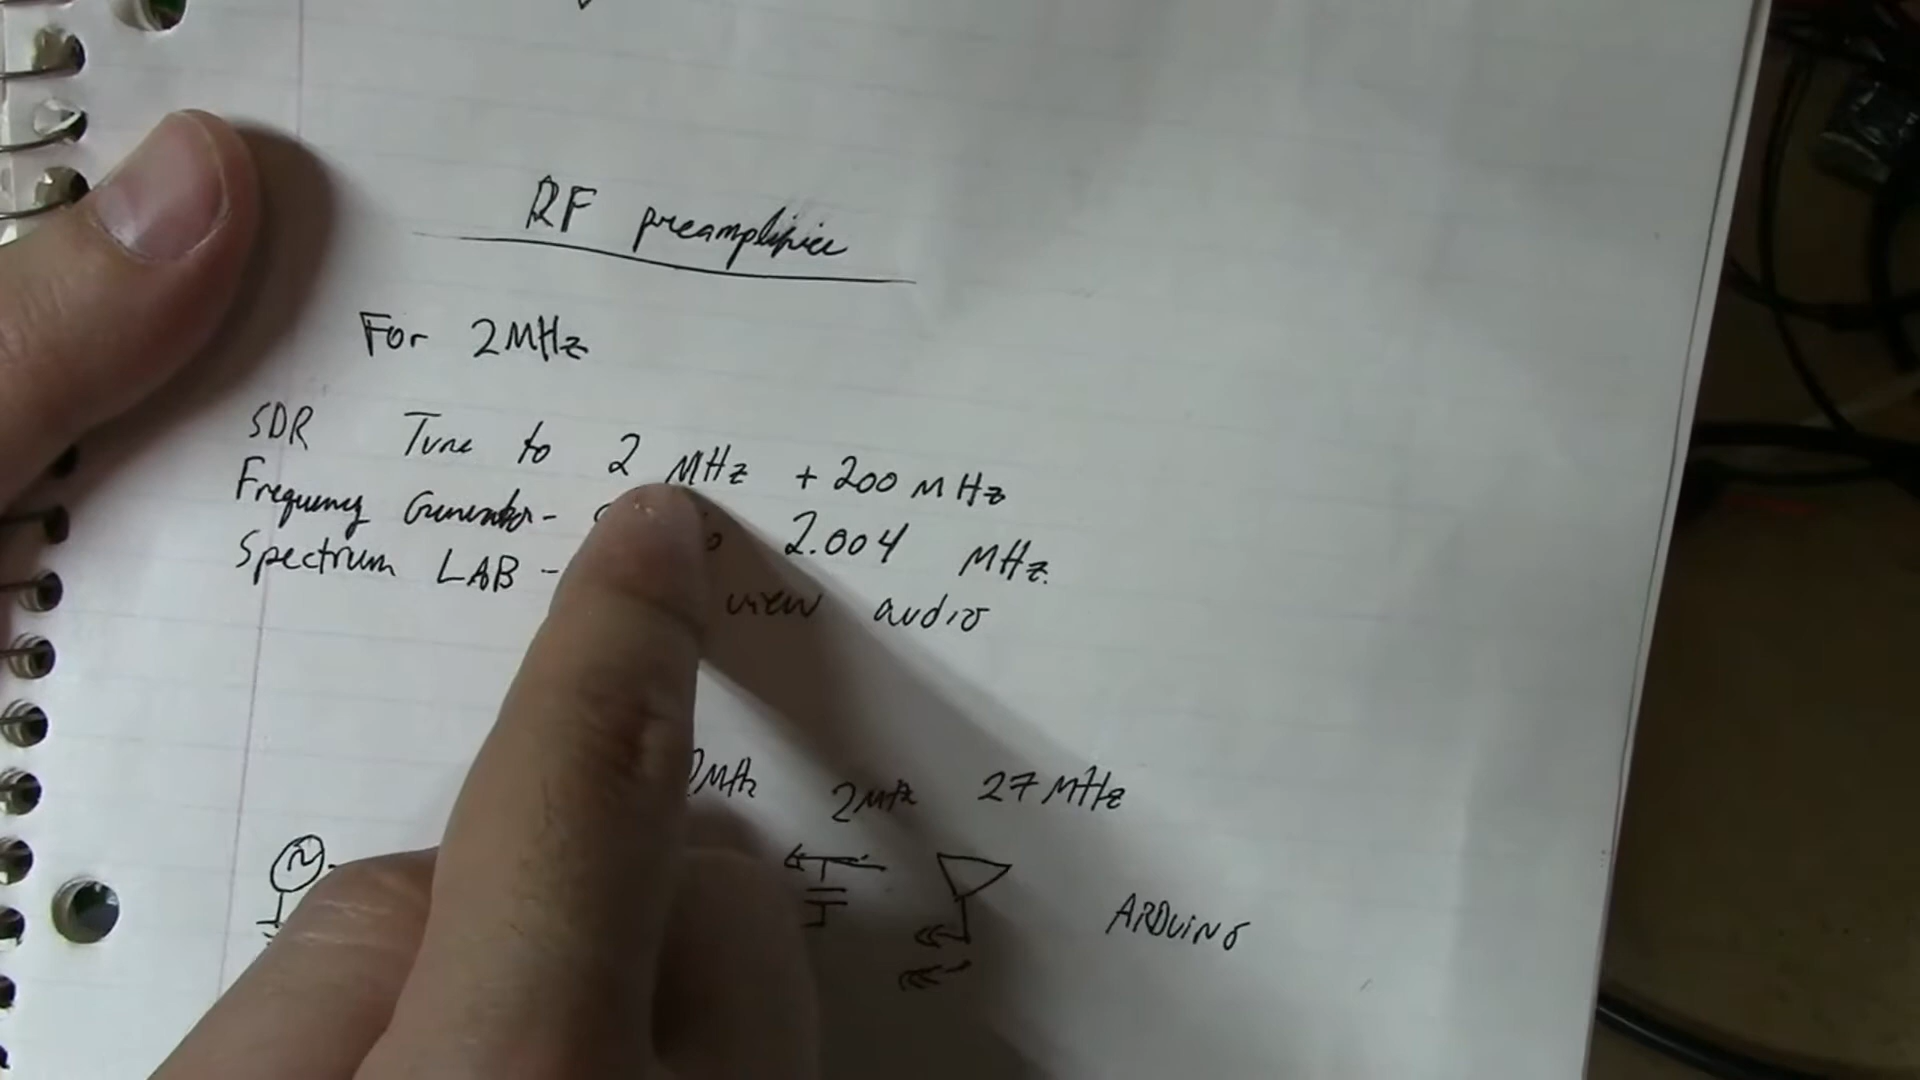 RF preamplifier
For 2MHz
SDR Tune to 2 MHz + 200 MHz
Frequency Generator - 2.004 MHz.
Spectrum LAB - view audio
2MHz 27 MHz
ARDUINO